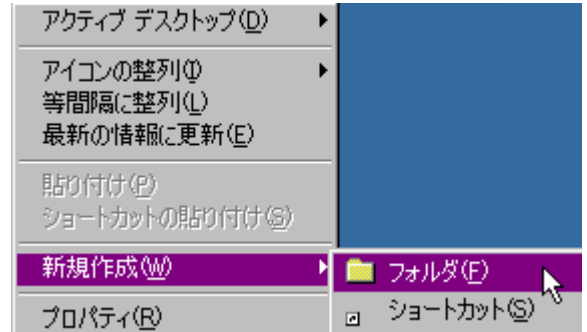 アクティブ デスクトップ(D)
アイコンの整列(I)
等間隔に整列(L)
最新の情報に更新(E)
貼り付け(P)
ショートカットの貼り付け(S)
新規作成(W)
フォルダ(F)
ショートカット(S)
プロパティ(R)